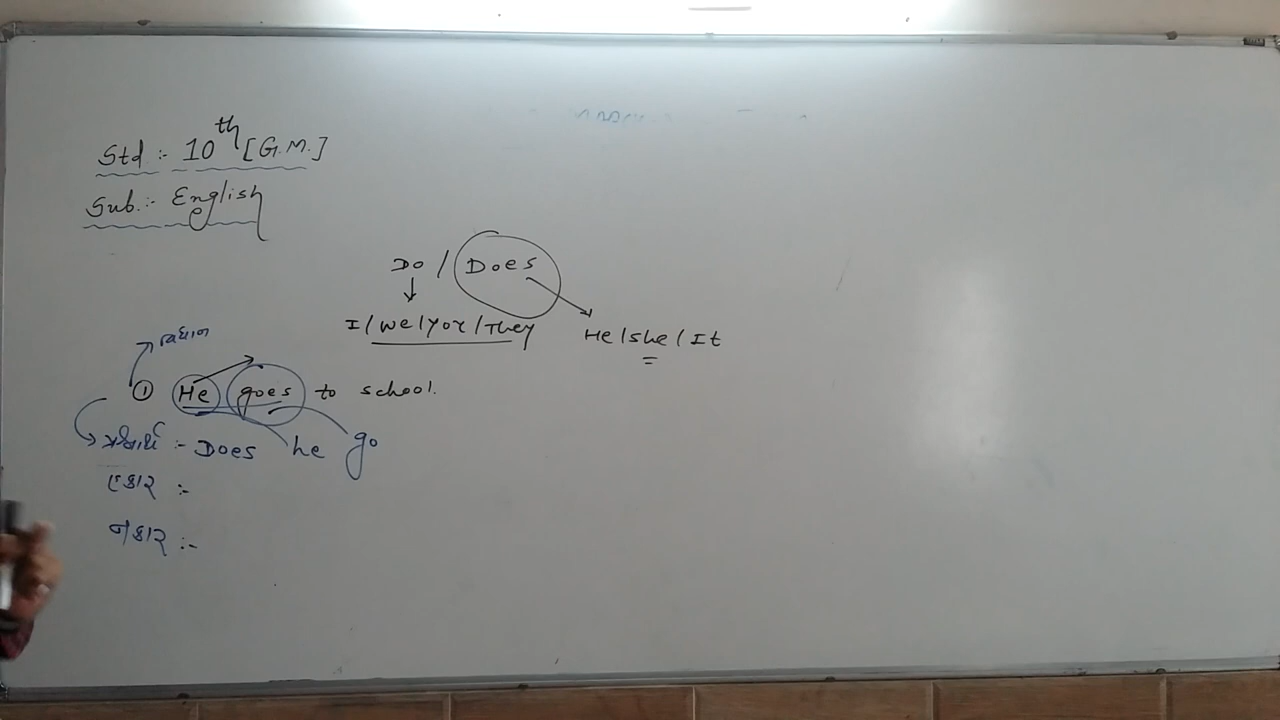 Std :- 10th [G.M.]
Sub. :- English
Do / Does
I / we / you / They
He / she / It
વિધાન
① He goes to school.
પ્રશ્નાર્થ :- Does he go
હકાર :-
નકાર :-